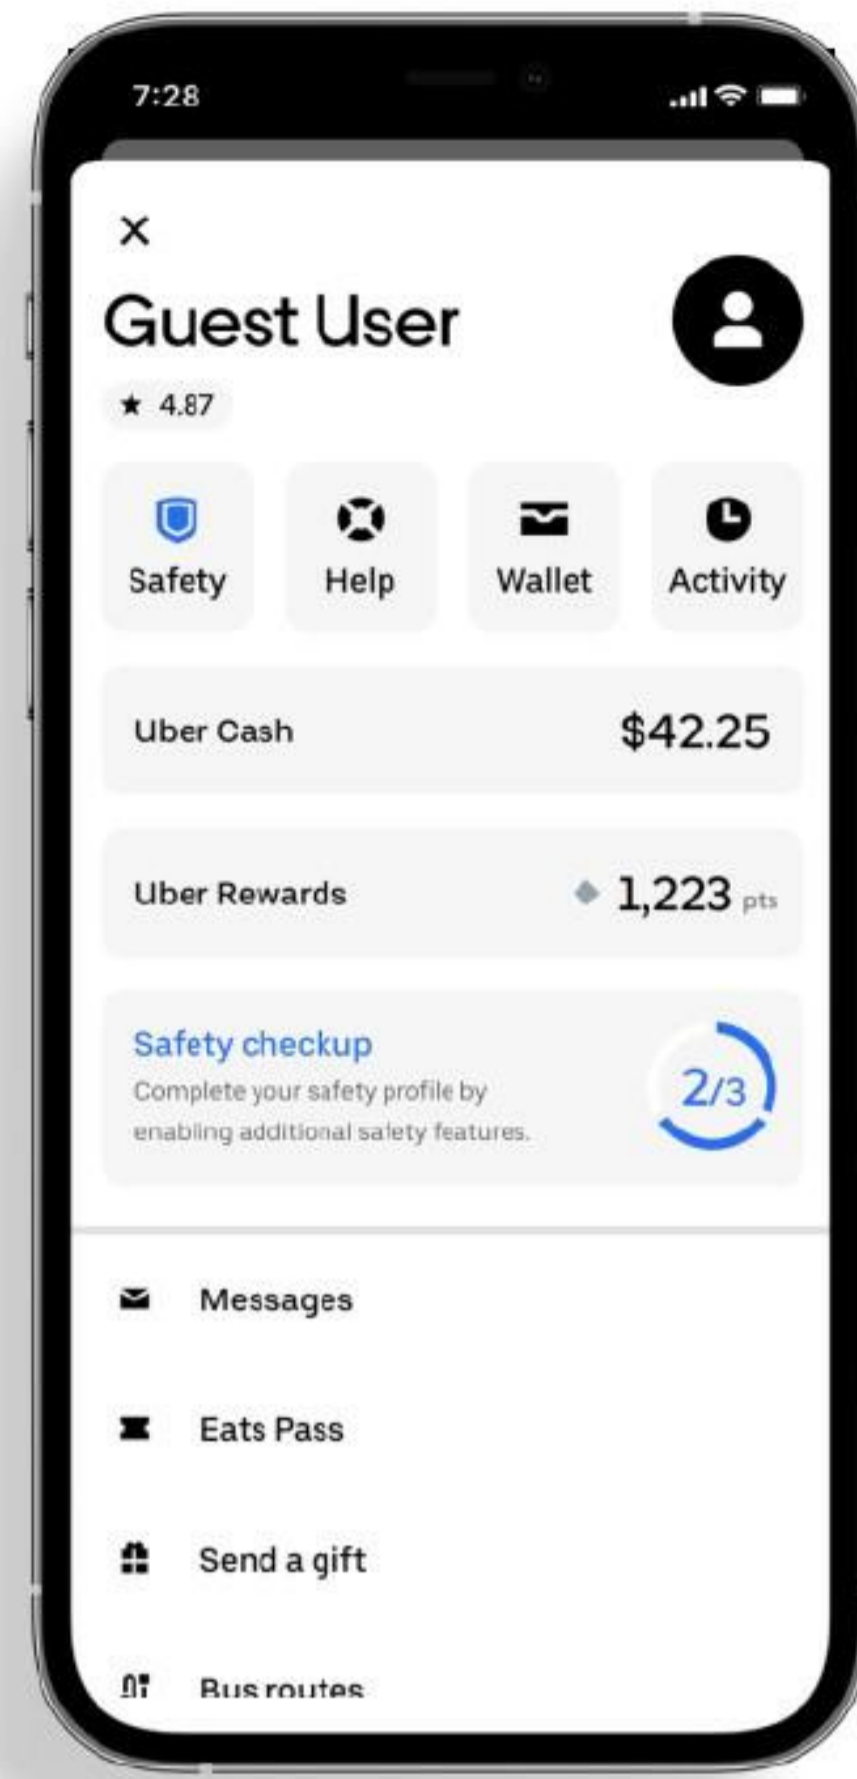 7:28
Guest User
★ 4.87
Safety
Help
Wallet
Activity
Uber Cash
$42.25
Uber Rewards
1,223 pts
Safety checkup
Complete your safety profile by
enabling additional safety features.
2/3
Messages
Eats Pass
Send a gift
Bus routes